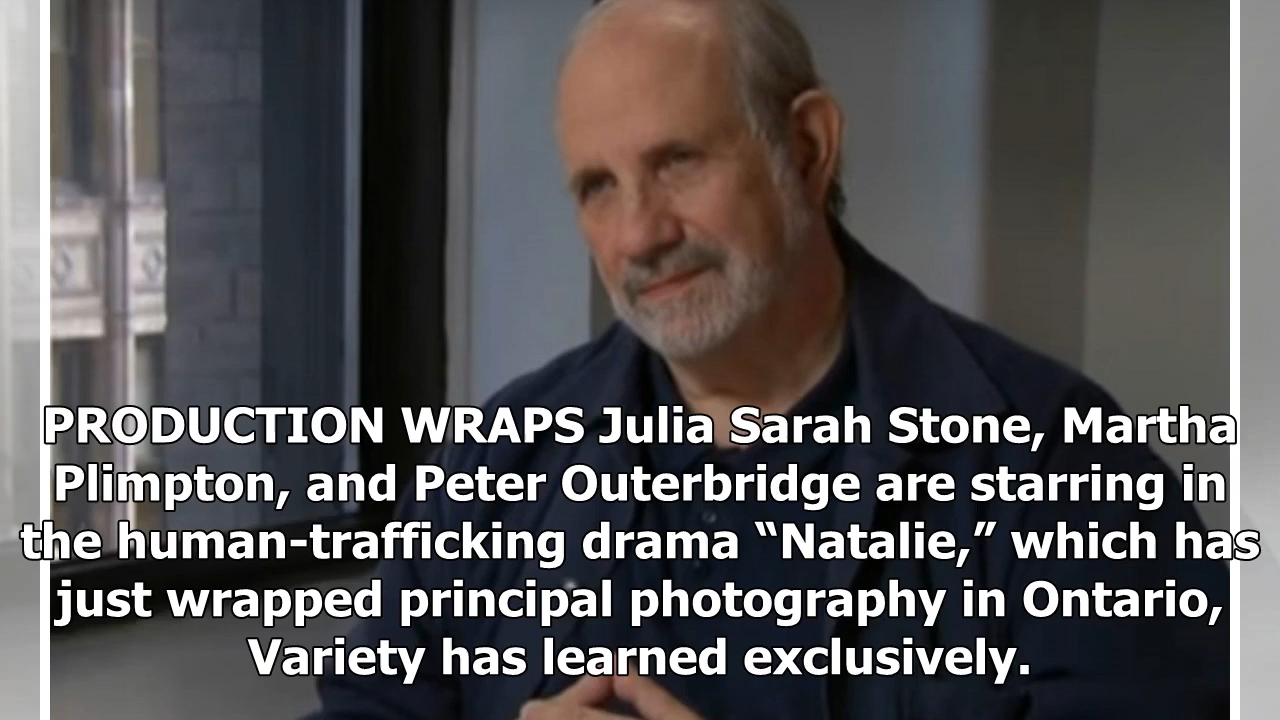 PRODUCTION WRAPS Julia Sarah Stone, Martha
Plimpton, and Peter Outerbridge are starring in
the human-trafficking drama “Natalie,” which has
just wrapped principal photography in Ontario,
Variety has learned exclusively.